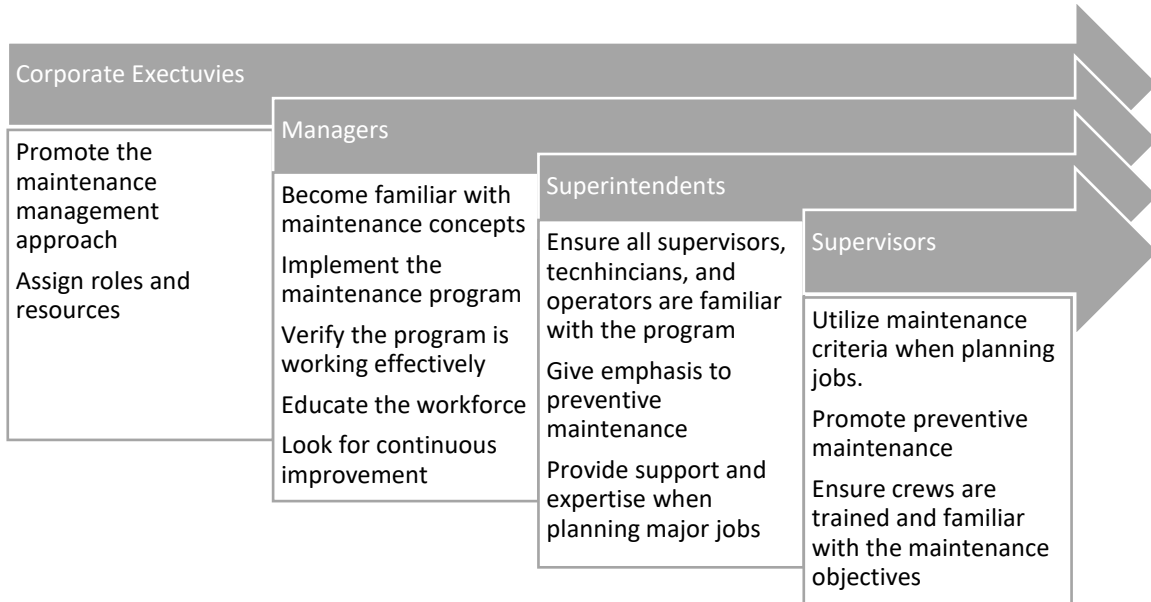 Corporate Exectuvies
Promote the
maintenance
management
approach
Assign roles and
resources
Managers
Become familiar with
maintenance concepts
Implement the
maintenance program
Verify the program is
working effectively
Educate the workforce
Look for continuous
improvement
Superintendents
Ensure all supervisors,
tecnhincians, and
operators are familiar
with the program
Give emphasis to
preventive
maintenance
Provide support and
expertise when
planning major jobs
Supervisors
Utilize maintenance
criteria when planning
jobs.
Promote preventive
maintenance
Ensure crews are
trained and familiar
with the maintenance
objectives